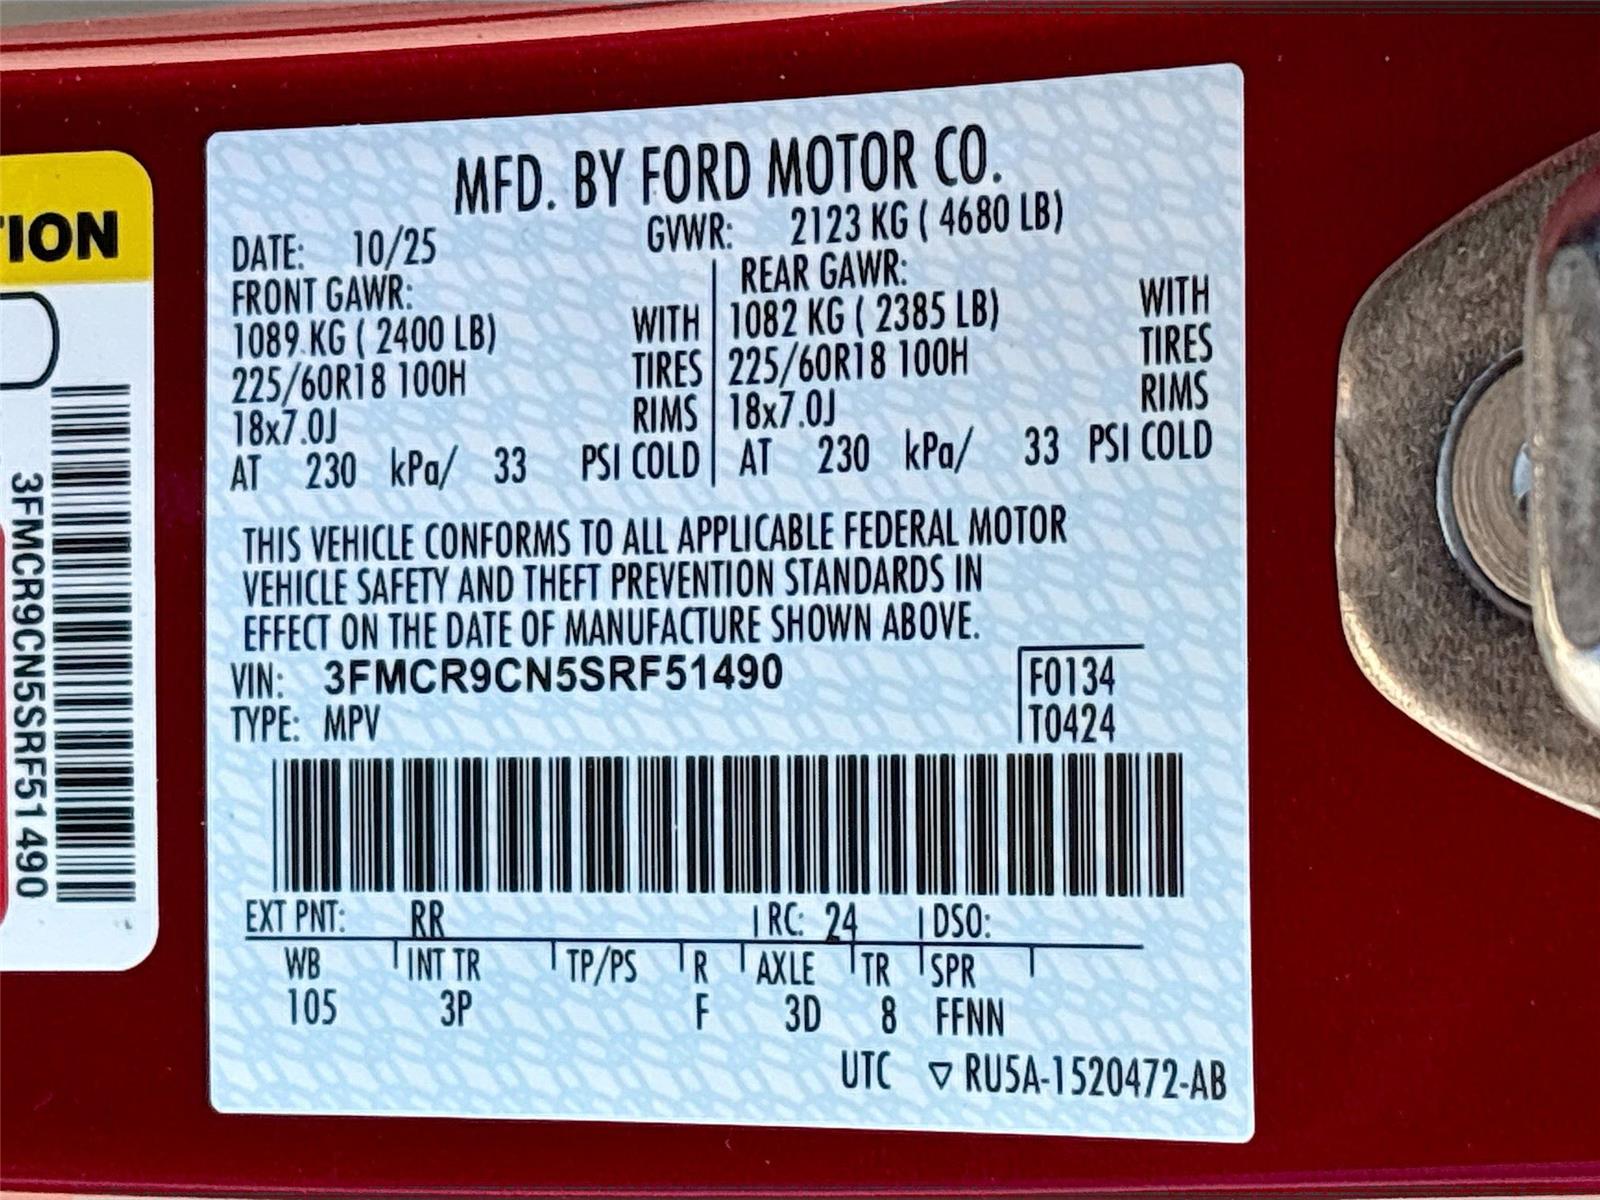 TION
3FMCR9CN5SRF51490
MFD. BY FORD MOTOR CO.
DATE: 10/25 GVWR: 2123 KG ( 4680 LB)
FRONT GAWR: REAR GAWR:
1089 KG ( 2400 LB) WITH 1082 KG ( 2385 LB) WITH
225/60R18 100H TIRES 225/60R18 100H TIRES
18x7.0J RIMS 18x7.0J RIMS
AT 230 kPa/ 33 PSI COLD AT 230 kPa/ 33 PSI COLD
THIS VEHICLE CONFORMS TO ALL APPLICABLE FEDERAL MOTOR
VEHICLE SAFETY AND THEFT PREVENTION STANDARDS IN
EFFECT ON THE DATE OF MANUFACTURE SHOWN ABOVE.
VIN: 3FMCR9CN5SRF51490 F0134
TYPE: MPV T0424
EXT PNT: RR RC: 24 DSO:
WB INT TR TP/PS R AXLE TR SPR
105 3P F 3D 8 FFNN
UTC ▽ RU5A-1520472-AB